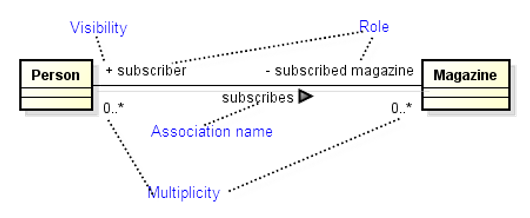 Visibility
Role
Person
+ subscriber
- subscribed magazine
Magazine
subscribes
0..*
0..*
Association name
Multiplicity